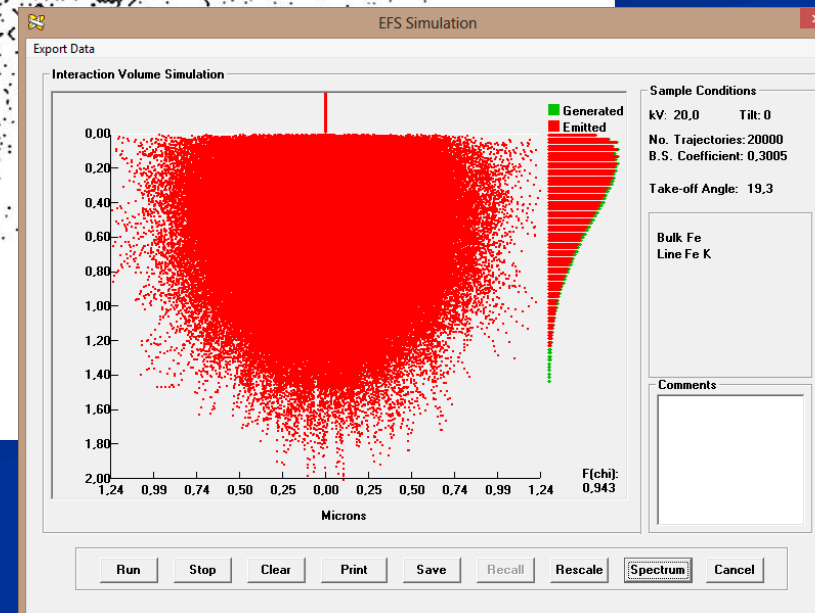 EFS Simulation
Export Data
Interaction Volume Simulation
Generated
Emitted
0,00
0,20
0,40
0,60
0,80
1,00
1,20
1,40
1,60
1,80
2,00
1,24 0,99 0,74 0,50 0,25 0,00 0,25 0,50 0,74 0,99 1,24
Microns
F(chi):
0,943
Sample Conditions
kV: 20,0 Tilt: 0
No. Trajectories: 20000
B.S. Coefficient: 0,3005
Take-off Angle: 19,3
Bulk Fe
Line Fe K
Comments
Run Stop Clear Print Save Recall Rescale Spectrum Cancel